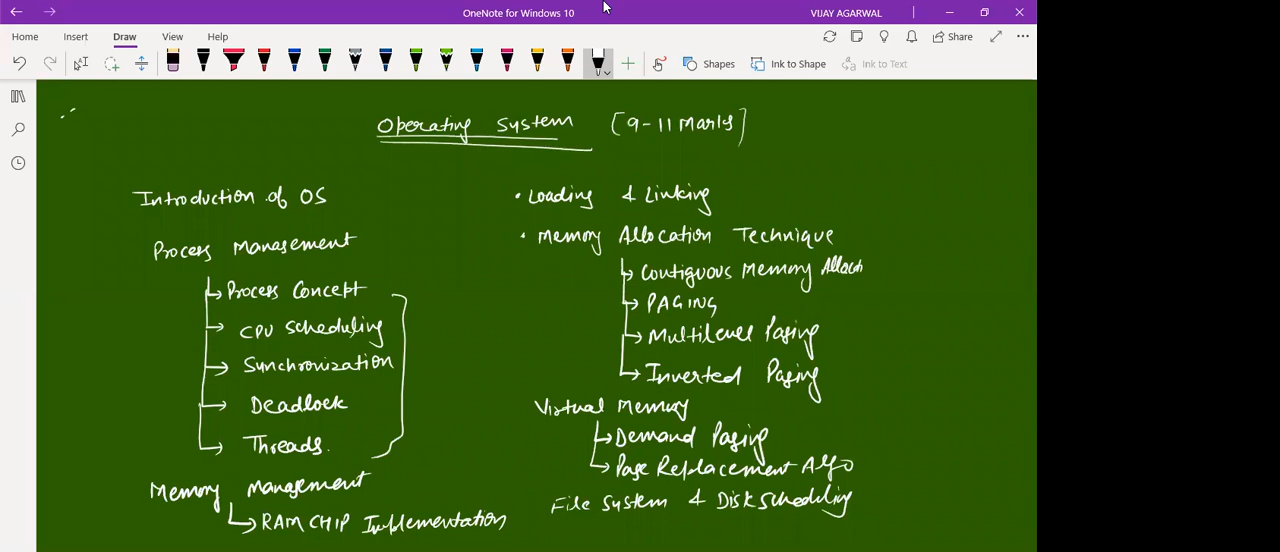 OneNote for Windows 10
VIJAY AGARWAL
Home Insert Draw View Help
Share
Shapes
Ink to Shape
Ink to Text
Operating System [9-11 Marks]
Introduction of OS
Process Management
Process Concept
CPU Scheduling
Synchronization
Deadlock
Threads.
Memory Management
RAM CHIP Implementation
• Loading & Linking
• Memory Allocation Technique
Contiguous Memory
PAGING
Multilevel Paging
Inverted Paging
Virtual Memory
Demand Paging
Page Replacement Algo
File System & Disk Scheduling